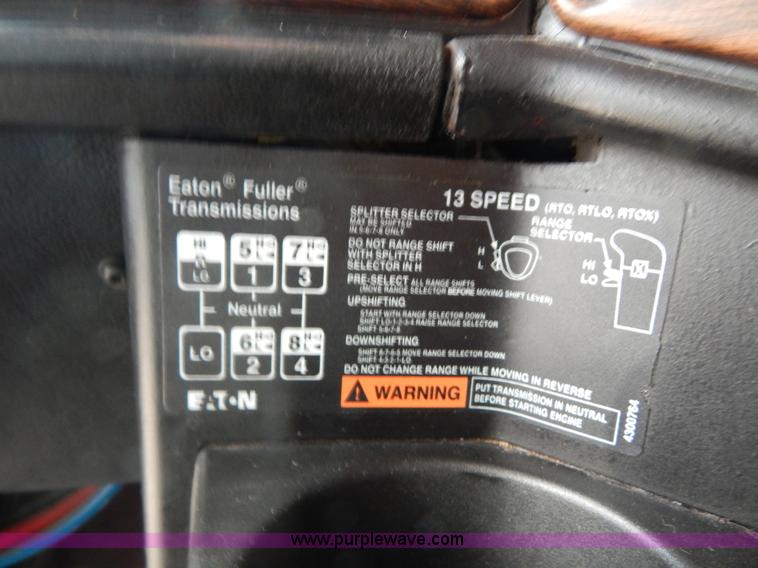 Eaton® Fuller®
Transmissions
13 SPEED (RTO, RTLO, RTOX)
SPLITTER SELECTOR
MAY BE SHIFTED
IN 5-6-7-8 ONLY
RANGE
SELECTOR
DO NOT RANGE SHIFT
WITH SPLITTER
SELECTOR IN H
H
L
HI
LO
PRE-SELECT ALL RANGE SHIFTS
(MOVE RANGE SELECTOR BEFORE MOVING SHIFT LEVER)
UPSHIFTING
START WITH RANGE SELECTOR DOWN
SHIFT LO-1-2-3-4 RAISE RANGE SELECTOR
SHIFT 5-6-7-8
DOWNSHIFTING
SHIFT 8-7-6-5 MOVE RANGE SELECTOR DOWN
SHIFT 4-3-2-1-LO
DO NOT CHANGE RANGE WHILE MOVING IN REVERSE
WARNING
PUT TRANSMISSION IN NEUTRAL
BEFORE STARTING ENGINE
4300764
HI
R
LO
5
1
7
3
Neutral
LO
6
2
8
4
EATON
www.purplewave.com